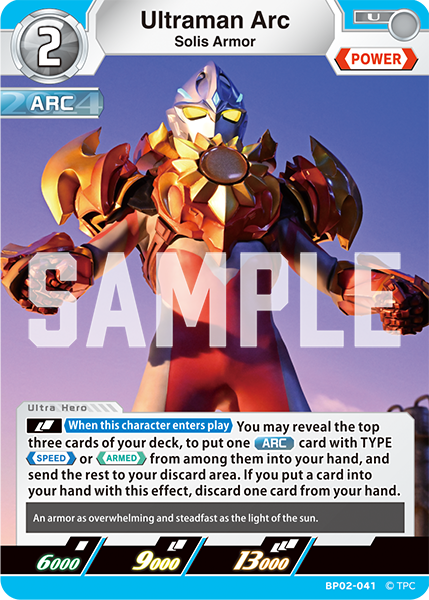 2
Ultraman Arc
Solis Armor
U
POWER
ARC
SAMPLE
Ultra Hero
When this character enters play You may reveal the top
three cards of your deck, to put one ARC card with TYPE
SPEED or ARMED from among them into your hand, and
send the rest to your discard area. If you put a card into
your hand with this effect, discard one card from your hand.
An armor as overwhelming and steadfast as the light of the sun.
6000 9000 13000
BP02-041 © TPC